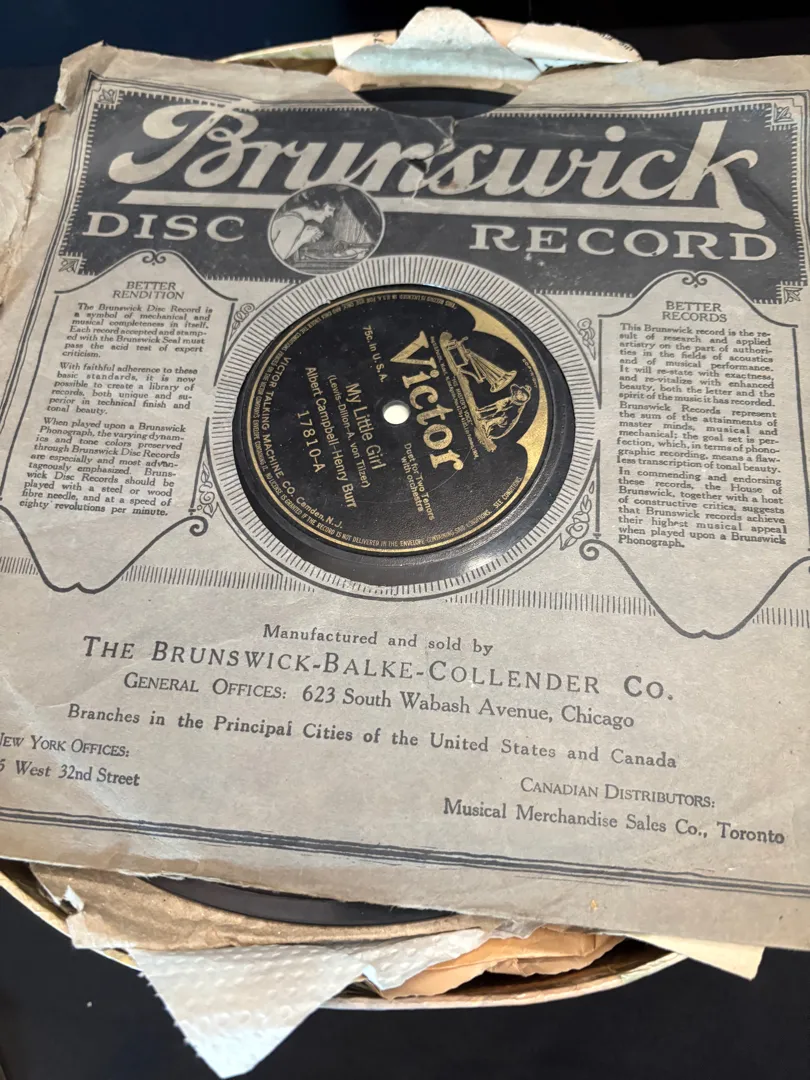 Brunswick
DISC RECORD
BETTER
RENDITION
The Brunswick Disc Record is
a symbol of mechanical and
musical completeness in itself.
Each record accepted and stamp-
ed with the Brunswick Seal must
pass the acid test of expert
criticism.
With faithful adherence to these
basic standards, it is now
possible to create a library of
records, both unique and su-
perior in technical finish and
tonal beauty.
When played upon a Brunswick
Phonograph, the varying dynam-
ics and tone colors preserved
through Brunswick Disc Records
are especially and most advan-
tageously emphasized. Bruns-
wick Disc Records should be
played with a steel or wood
fibre needle, and at a speed of
eighty revolutions per minute.
BETTER
RECORDS
This Brunswick record is the re-
sult of research and applied
artistry on the part of authori-
ties in the fields of acoustics
and of musical performance.
It will re-state with exactness,
and re-vitalize with enhanced
beauty, both the letter and the
spirit of the music it has recorded.
Brunswick Records represent
the sum of the attainments of
master minds, musical and
mechanical; the goal set is per-
fection, which, in terms of phono-
graphic recording, means a flaw-
less transcription of tonal beauty.
In commending and endorsing
these records, the House of
Brunswick, together with a host
of constructive critics, suggests
that Brunswick records achieve
their highest musical appeal
when played upon a Brunswick
Phonograph.
Victor
Duet for Two Tenors
with orchestra
75c. in U.S.A.
My Little Girl
(Lewis-Dillon-A. von Tilzer)
Albert Campbell-Henry Burr
17810-A
VICTOR TALKING MACHINE CO. Camden, N.J.
Manufactured and sold by
THE BRUNSWICK-BALKE-COLLENDER CO.
GENERAL OFFICES: 623 South Wabash Avenue, Chicago
Branches in the Principal Cities of the United States and Canada
NEW YORK OFFICES:
West 32nd Street
CANADIAN DISTRIBUTORS:
Musical Merchandise Sales Co., Toronto